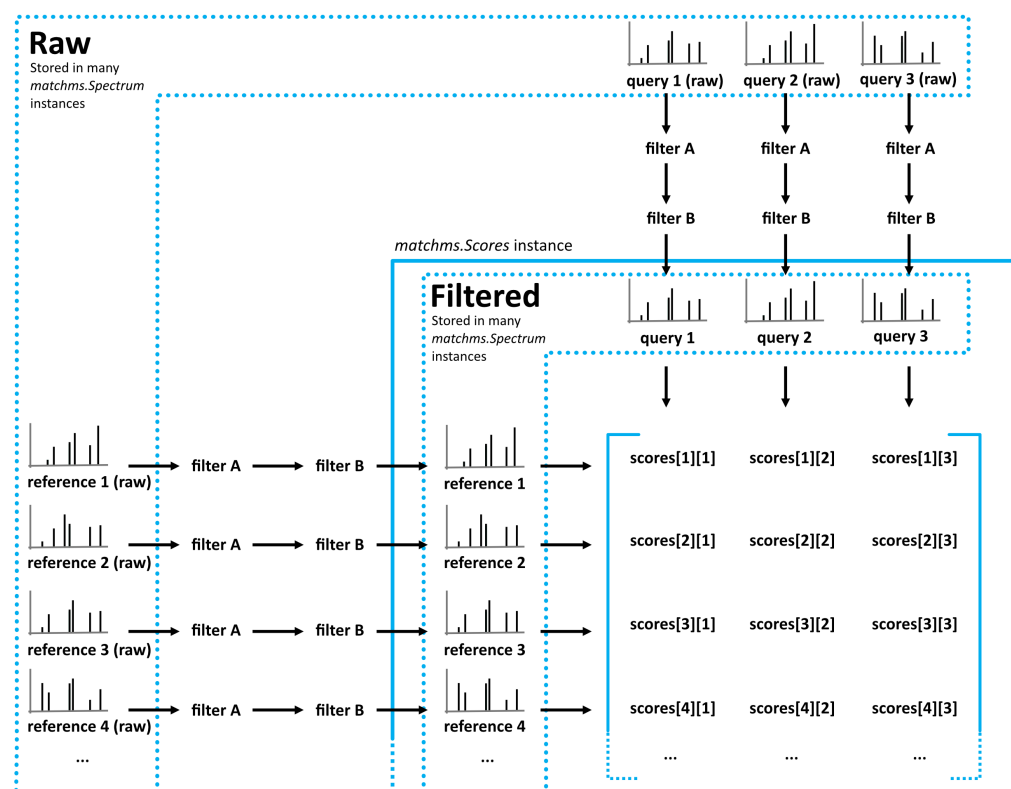 Raw
Stored in many
matchms.Spectrum
instances
query 1 (raw) query 2 (raw) query 3 (raw)
filter A filter A filter A
filter B filter B filter B
matchms.Scores instance
Filtered
Stored in many
matchms.Spectrum
instances
query 1 query 2 query 3
reference 1 (raw) filter A filter B reference 1 scores[1][1] scores[1][2] scores[1][3]
reference 2 (raw) filter A filter B reference 2 scores[2][1] scores[2][2] scores[2][3]
reference 3 (raw) filter A filter B reference 3 scores[3][1] scores[3][2] scores[3][3]
reference 4 (raw) filter A filter B reference 4 scores[4][1] scores[4][2] scores[4][3]
... ... ... ... ...